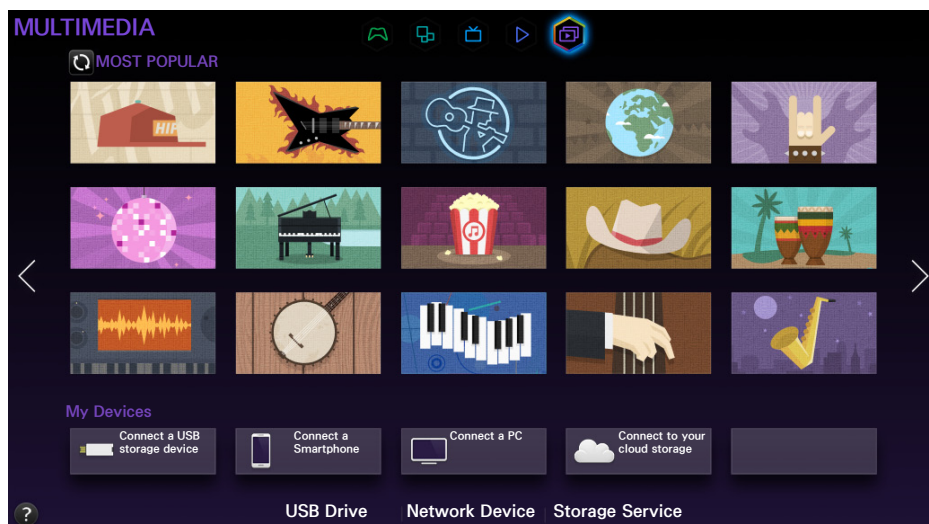 MULTIMEDIA
MOST POPULAR
HIP
My Devices
Connect a USB
storage device
Connect a
Smartphone
Connect a PC
Connect to your
cloud storage
?
USB Drive
Network Device
Storage Service